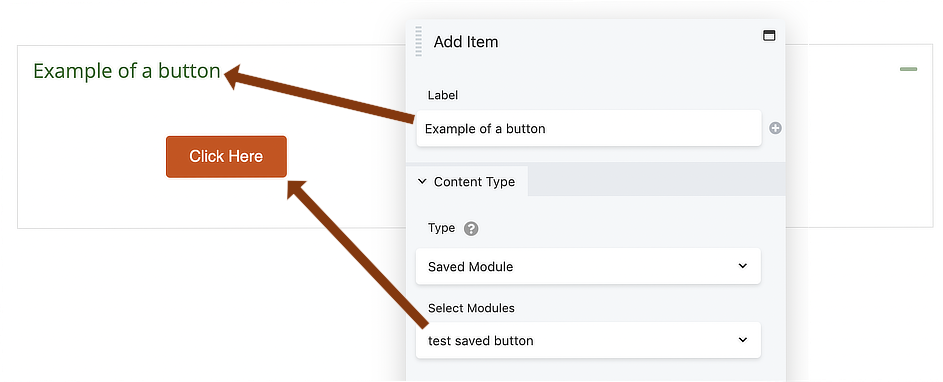 Example of a button
Click Here
Add Item
Label
Example of a button
Content Type
Type ?
Saved Module
Select Modules
test saved button